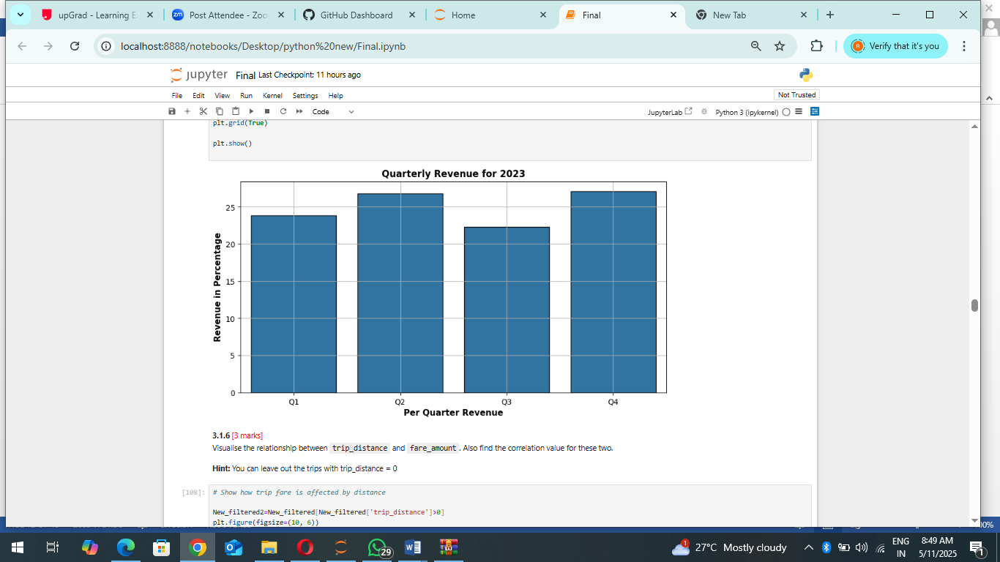 upGrad - Learning E
zm Post Attendee - Zoo
GitHub Dashboard
Home
Final
New Tab
localhost:8888/notebooks/Desktop/python%20new/Final.ipynb
R Verify that it's you
jupyter Final Last Checkpoint: 11 hours ago
File Edit View Run Kernel Settings Help
Not Trusted
Code
JupyterLab
Python 3 (ipykernel)
plt.grid(True)
plt.show()
Quarterly Revenue for 2023
Revenue in Percentage
25
20
15
10
5
0
Q1 Q2 Q3 Q4
Per Quarter Revenue
3.1.6 [3 marks]
Visualise the relationship between trip_distance and fare_amount. Also find the correlation value for these two.
Hint: You can leave out the trips with trip_distance = 0
[108]: # Show how trip fare is affected by distance
New_filtered2=New_filtered[New_filtered['trip_distance']>0]
plt.figure(figsize=(10, 6))
00%
29
1
27°C Mostly cloudy
ENG
IN
8:49 AM
5/11/2025
1